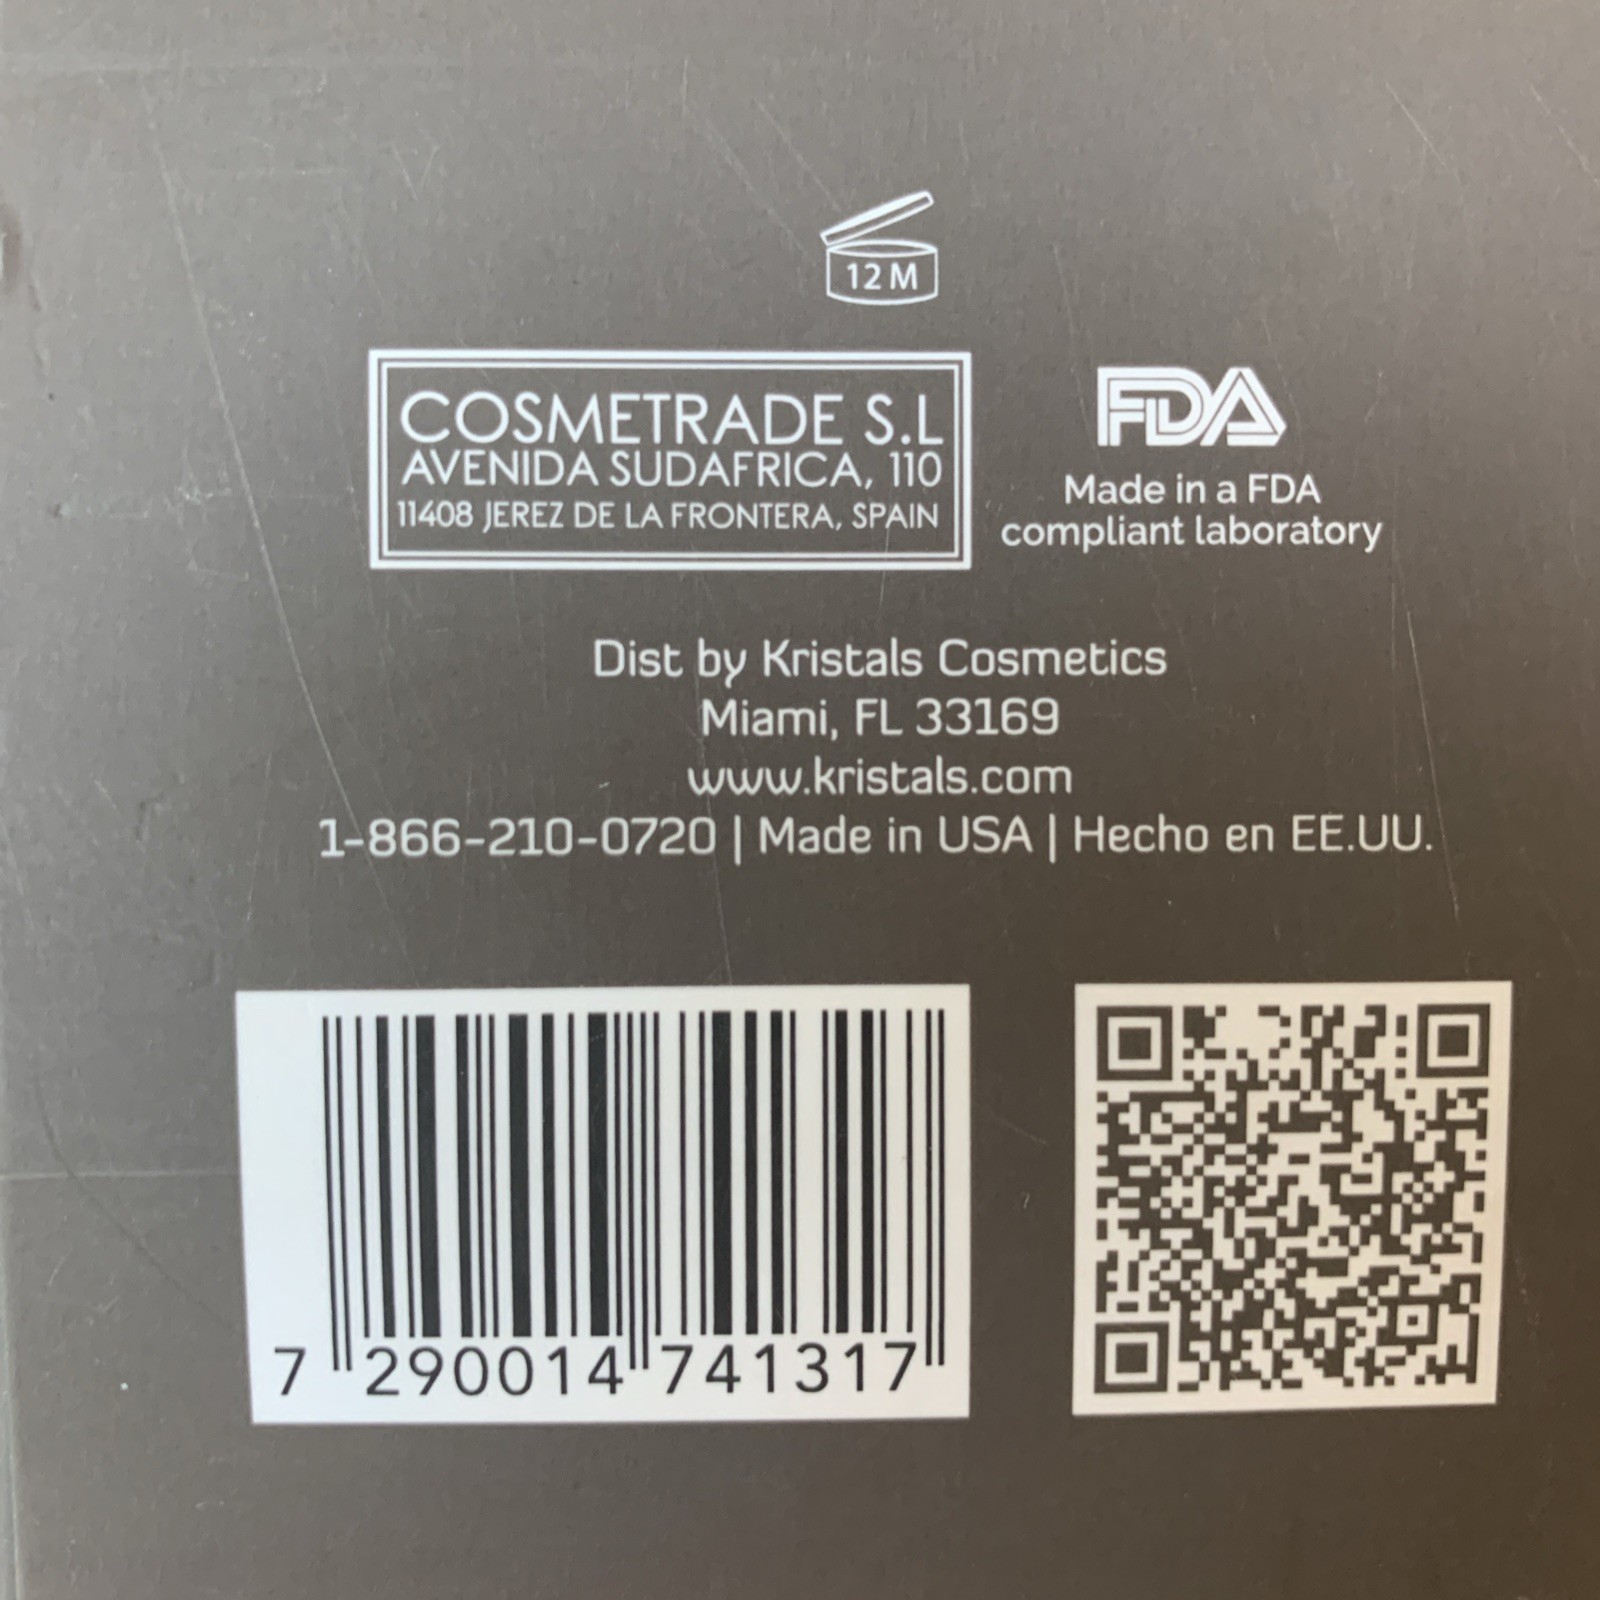 12 M
COSMETRADE S.L
AVENIDA SUDAFRICA, 110
11408 JEREZ DE LA FRONTERA, SPAIN
FDA
Made in a FDA
compliant laboratory
Dist by Kristals Cosmetics
Miami, FL 33169
www.kristals.com
1-866-210-0720 | Made in USA | Hecho en EE.UU.
7 290014 741317